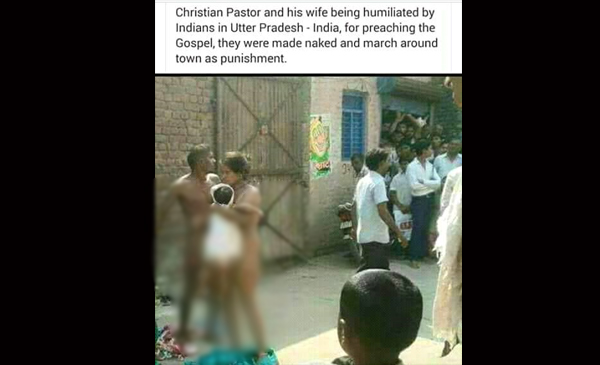 Christian Pastor and his wife being humiliated by
Indians in Utter Pradesh - India, for preaching the
Gospel, they were made naked and march around
town as punishment.